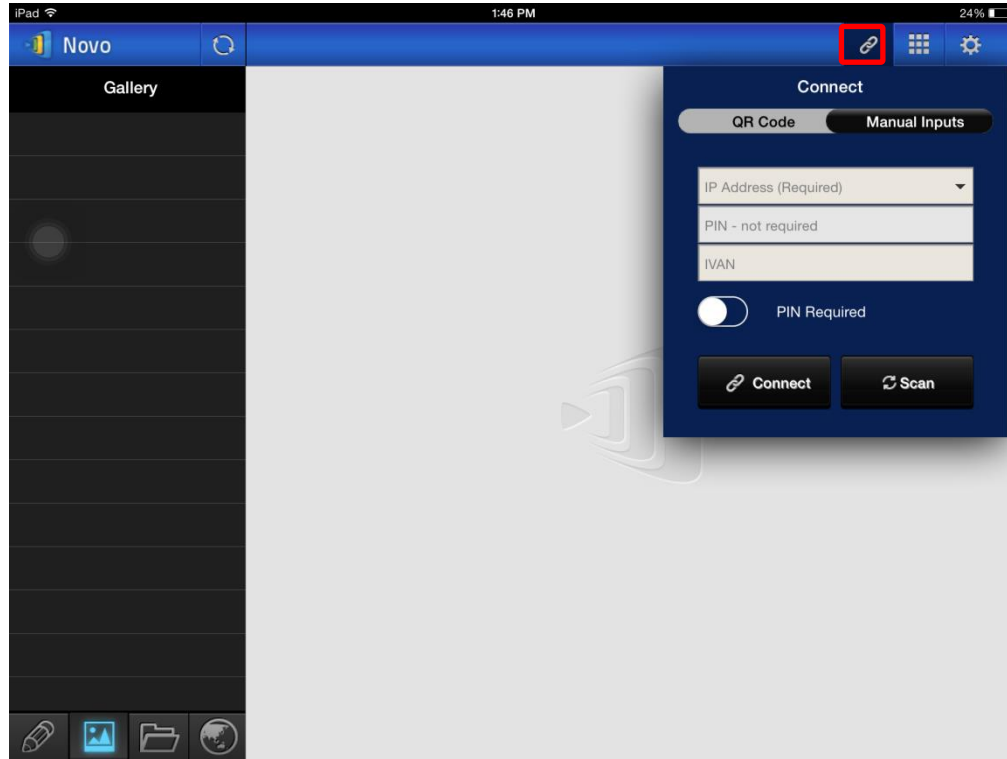 iPad 1:46 PM 24%
Novo
Gallery
Connect
QR Code Manual Inputs
IP Address (Required)
PIN - not required
IVAN
PIN Required
Connect Scan